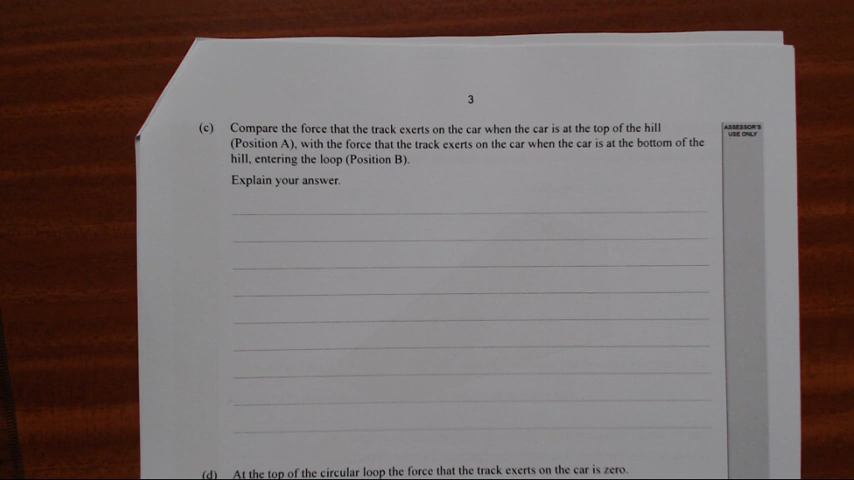 3
(c) Compare the force that the track exerts on the car when the car is at the top of the hill
(Position A), with the force that the track exerts on the car when the car is at the bottom of the
hill, entering the loop (Position B).
Explain your answer.
ASSESSOR'S
USE ONLY
(d) At the top of the circular loop the force that the track exerts on the car is zero.